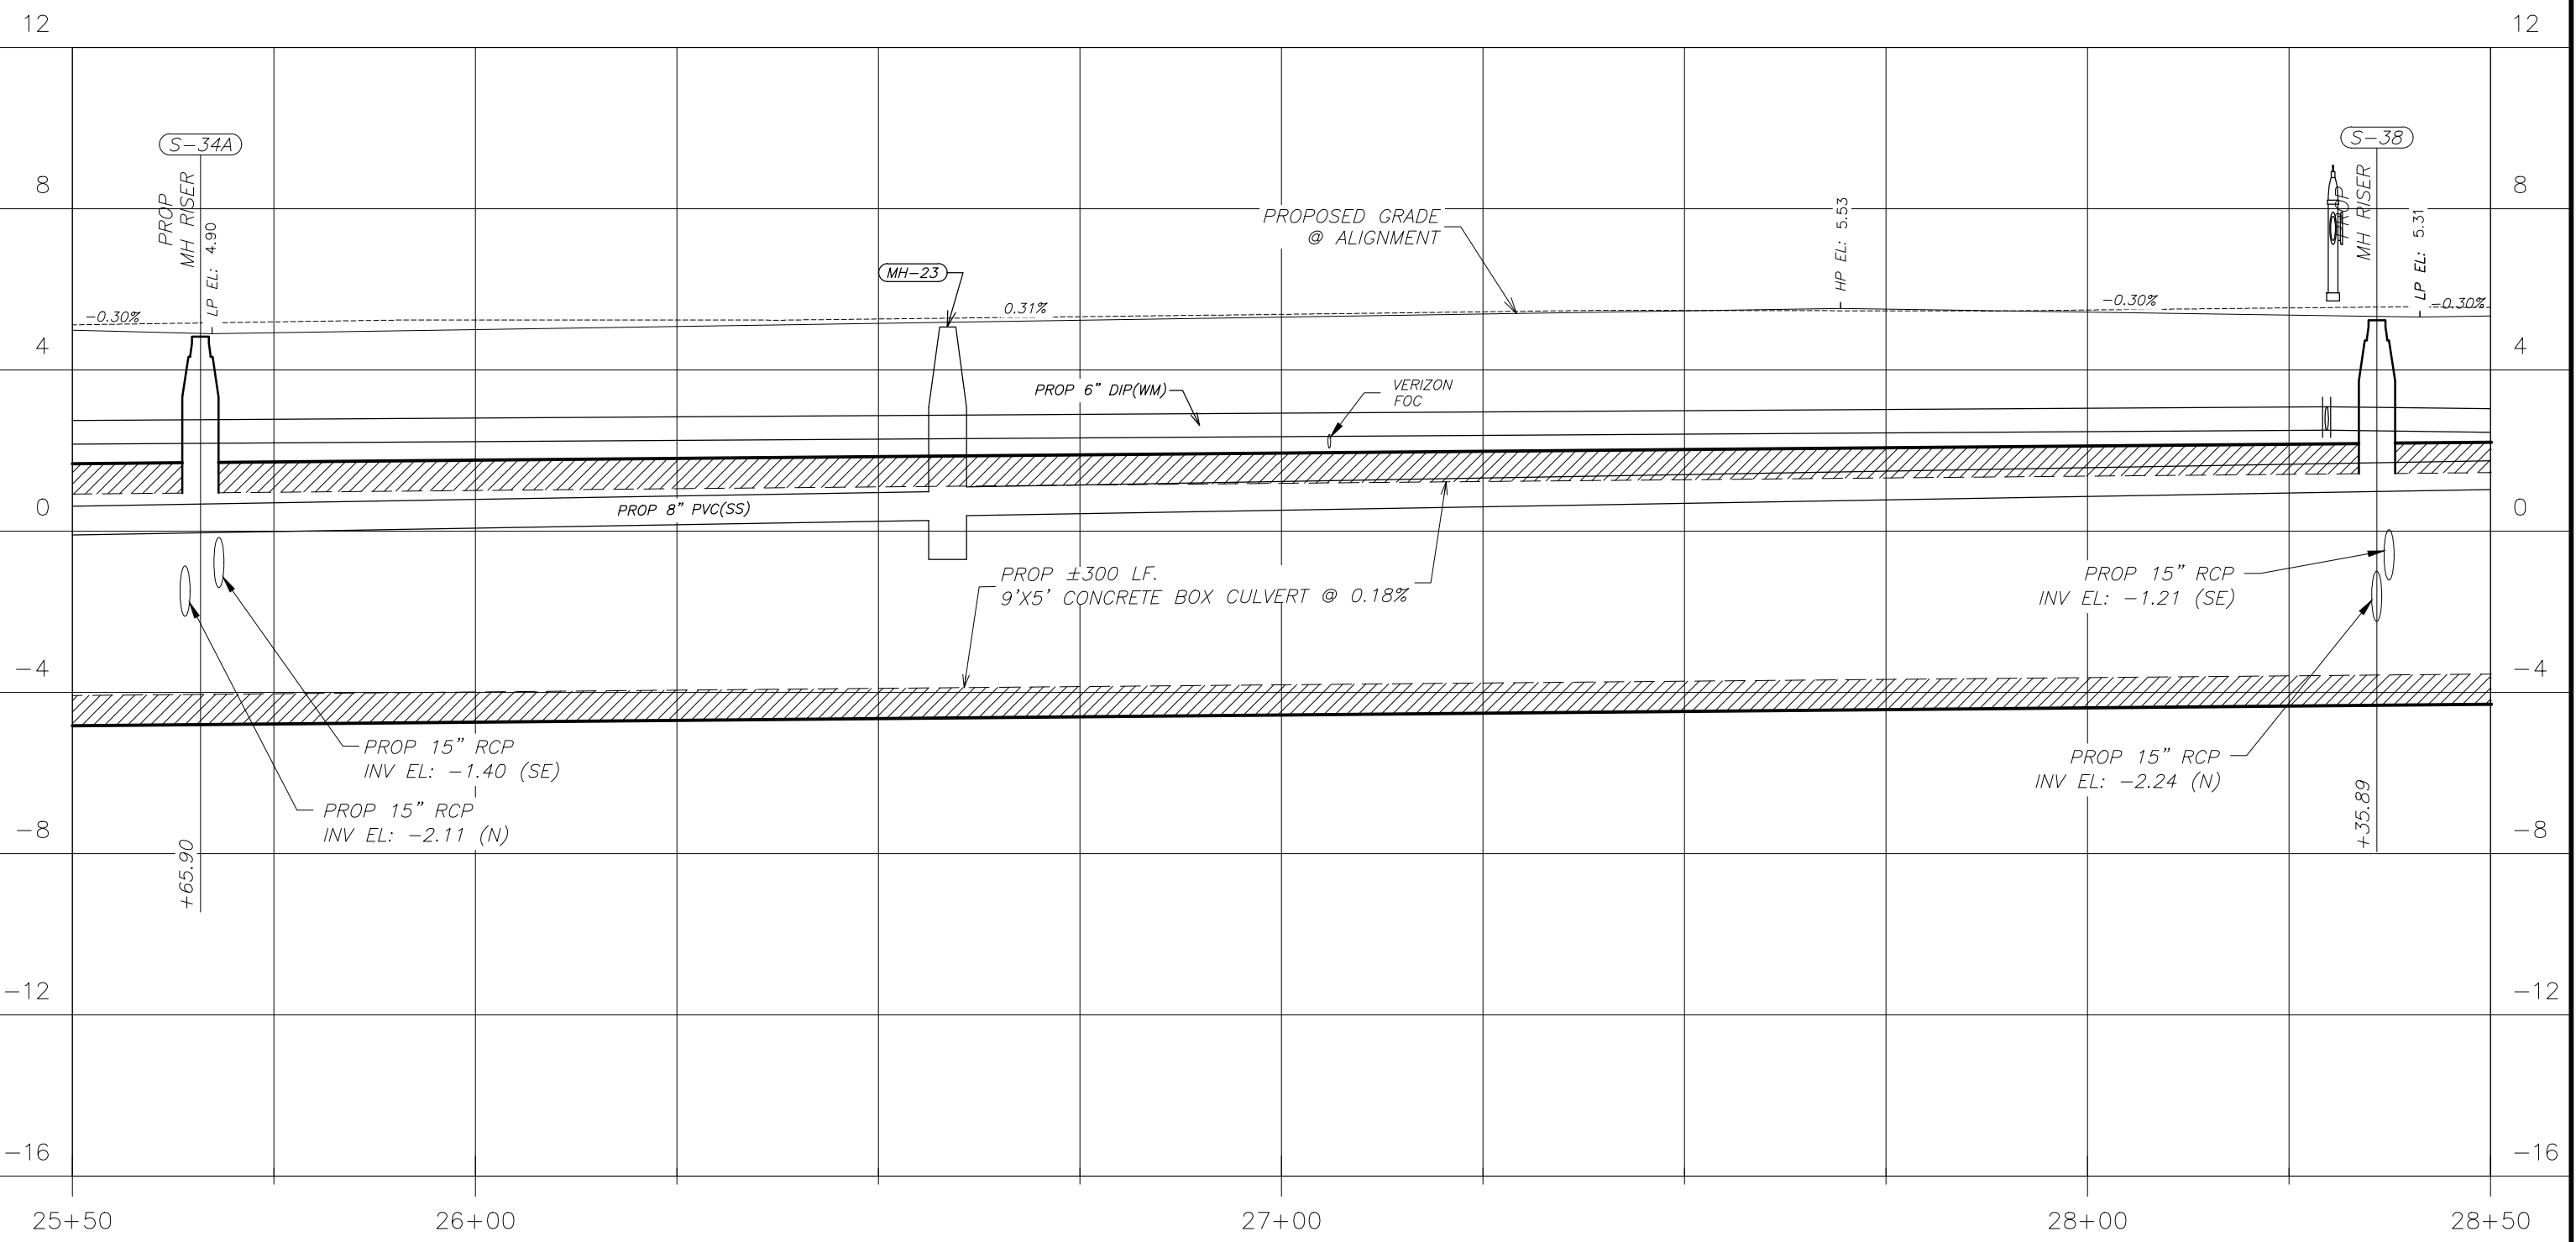 12
12
S-34A
S-38
PROP
MH RISER
LP EL: 4.90
PROP
MH RISER
LP EL: 5.31
8
8
HP EL: 5.53
PROPOSED GRADE
@ ALIGNMENT
MH-23
-0.30%
0.31%
-0.30%
-0.30%
4
4
PROP 6" DIP(WM)
VERIZON
FOC
0
0
PROP 8" PVC(SS)
PROP ±300 LF.
9'X5' CONCRETE BOX CULVERT @ 0.18%
PROP 15" RCP
INV EL: -1.21 (SE)
-4
-4
PROP 15" RCP
INV EL: -1.40 (SE)
PROP 15" RCP
INV EL: -2.24 (N)
PROP 15" RCP
INV EL: -2.11 (N)
-8
-8
+65.90
+35.89
-12
-12
-16
-16
25+50
26+00
27+00
28+00
28+50